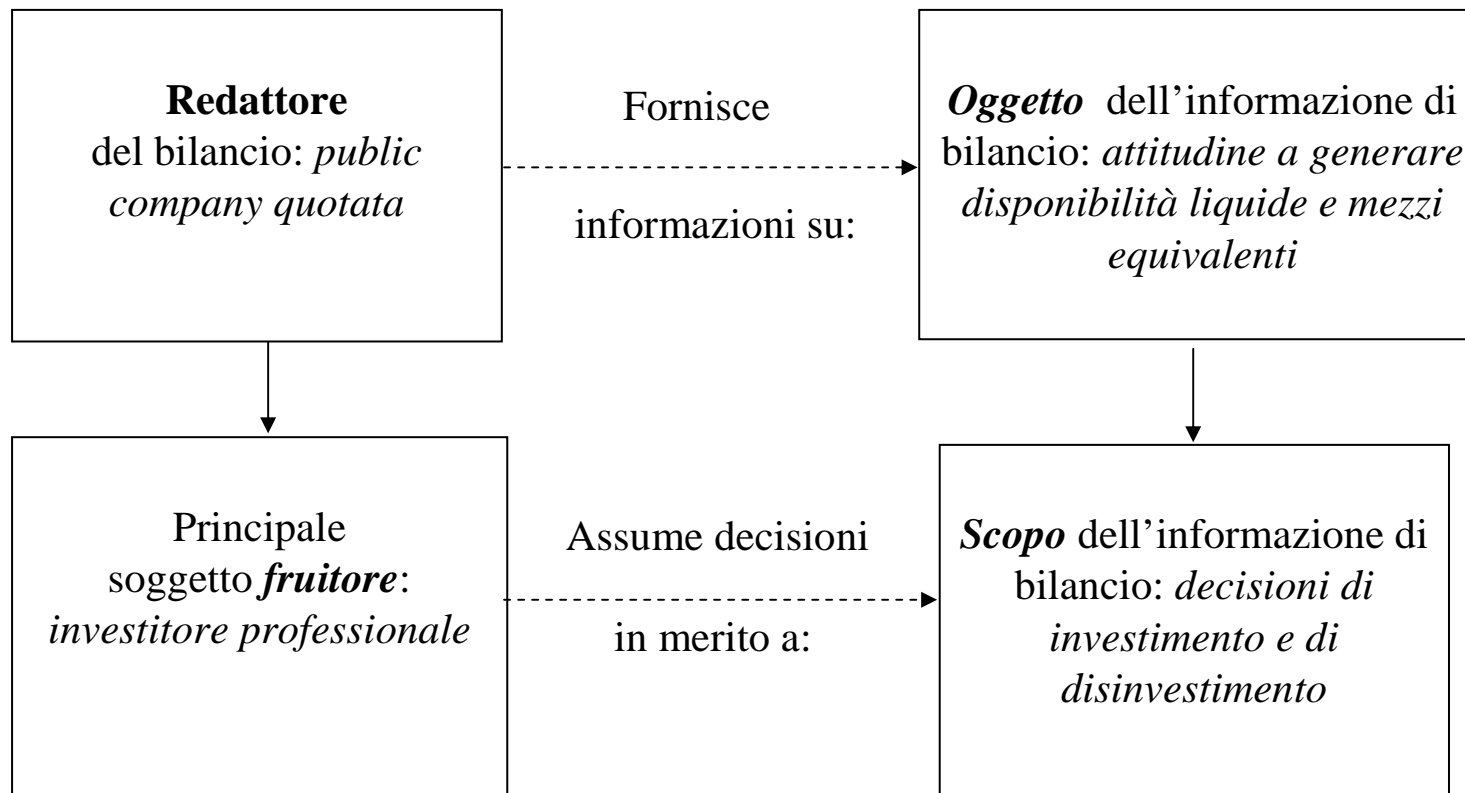 Redattore
del bilancio: public
company quotata
Fornisce
informazioni su:
Oggetto dell’informazione di
bilancio: attitudine a generare
disponibilità liquide e mezzi
equivalenti
Principale
soggetto fruitore:
investitore professionale
Assume decisioni
in merito a:
Scopo dell’informazione di
bilancio: decisioni di
investimento e di
disinvestimento